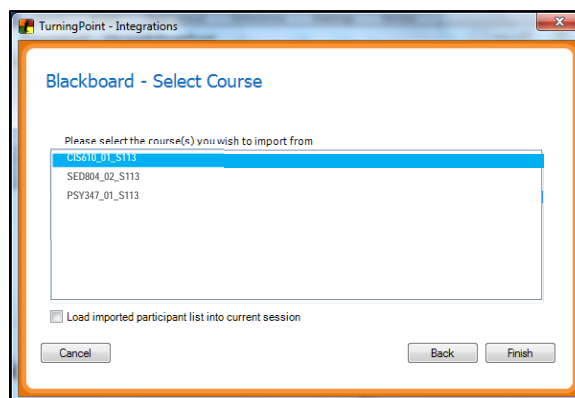 TurningPoint - Integrations
Blackboard - Select Course
Please select the course(s) you wish to import from
CIS610_01_S113
SED804_02_S113
PSY347_01_S113
Load imported participant list into current session
Cancel Back Finish